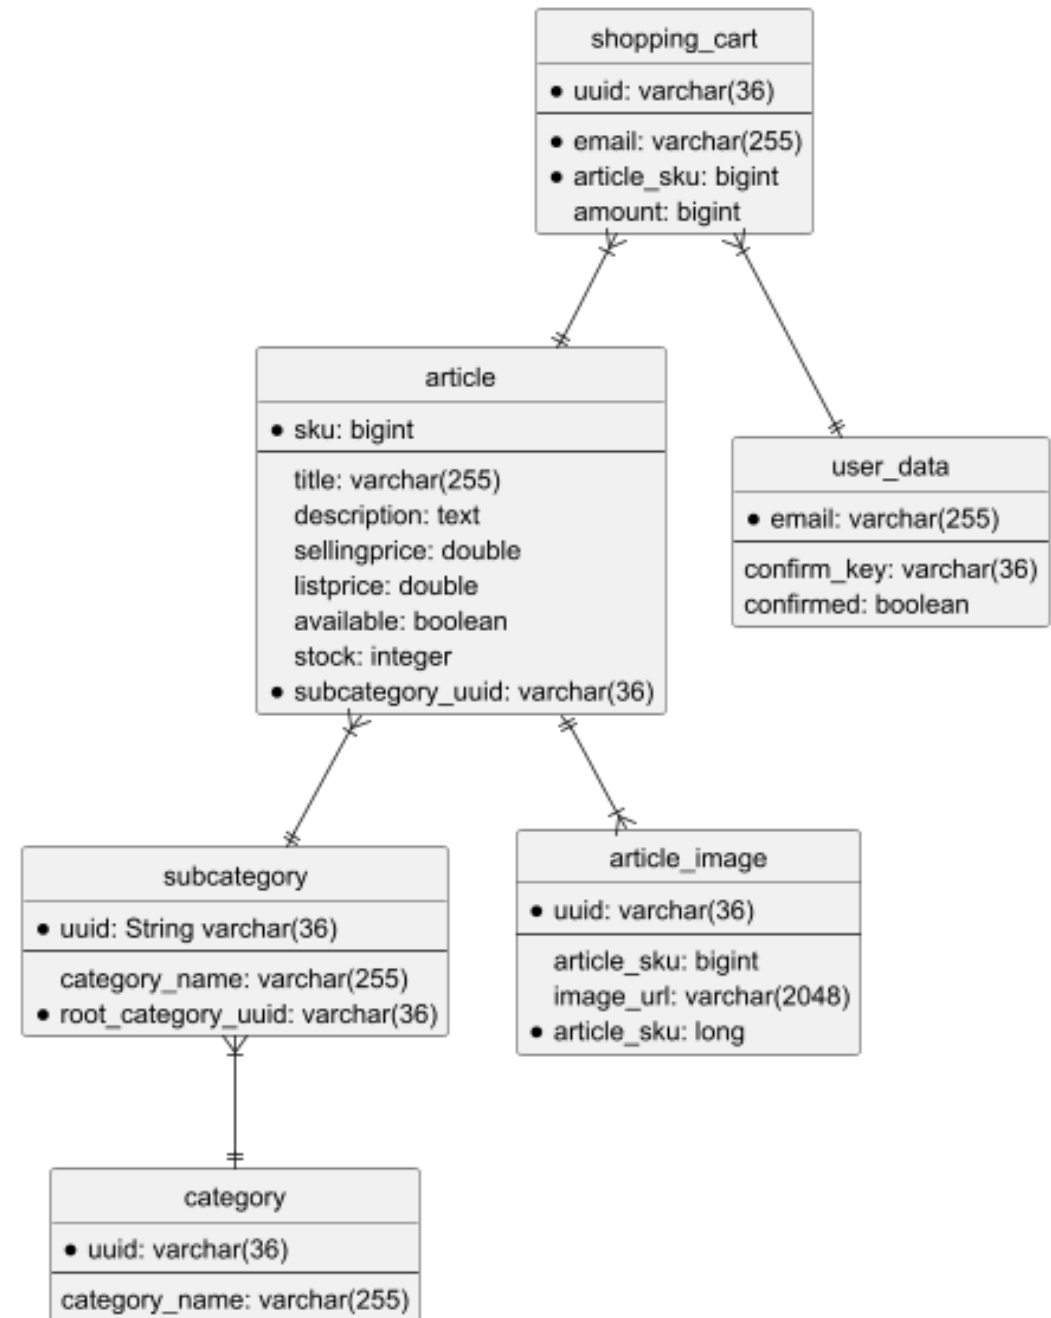 shopping_cart
● uuid: varchar(36)
● email: varchar(255)
● article_sku: bigint
amount: bigint
article
● sku: bigint
title: varchar(255)
description: text
sellingprice: double
listprice: double
available: boolean
stock: integer
● subcategory_uuid: varchar(36)
user_data
● email: varchar(255)
confirm_key: varchar(36)
confirmed: boolean
subcategory
● uuid: String varchar(36)
category_name: varchar(255)
● root_category_uuid: varchar(36)
article_image
● uuid: varchar(36)
article_sku: bigint
image_url: varchar(2048)
● article_sku: long
category
● uuid: varchar(36)
category_name: varchar(255)